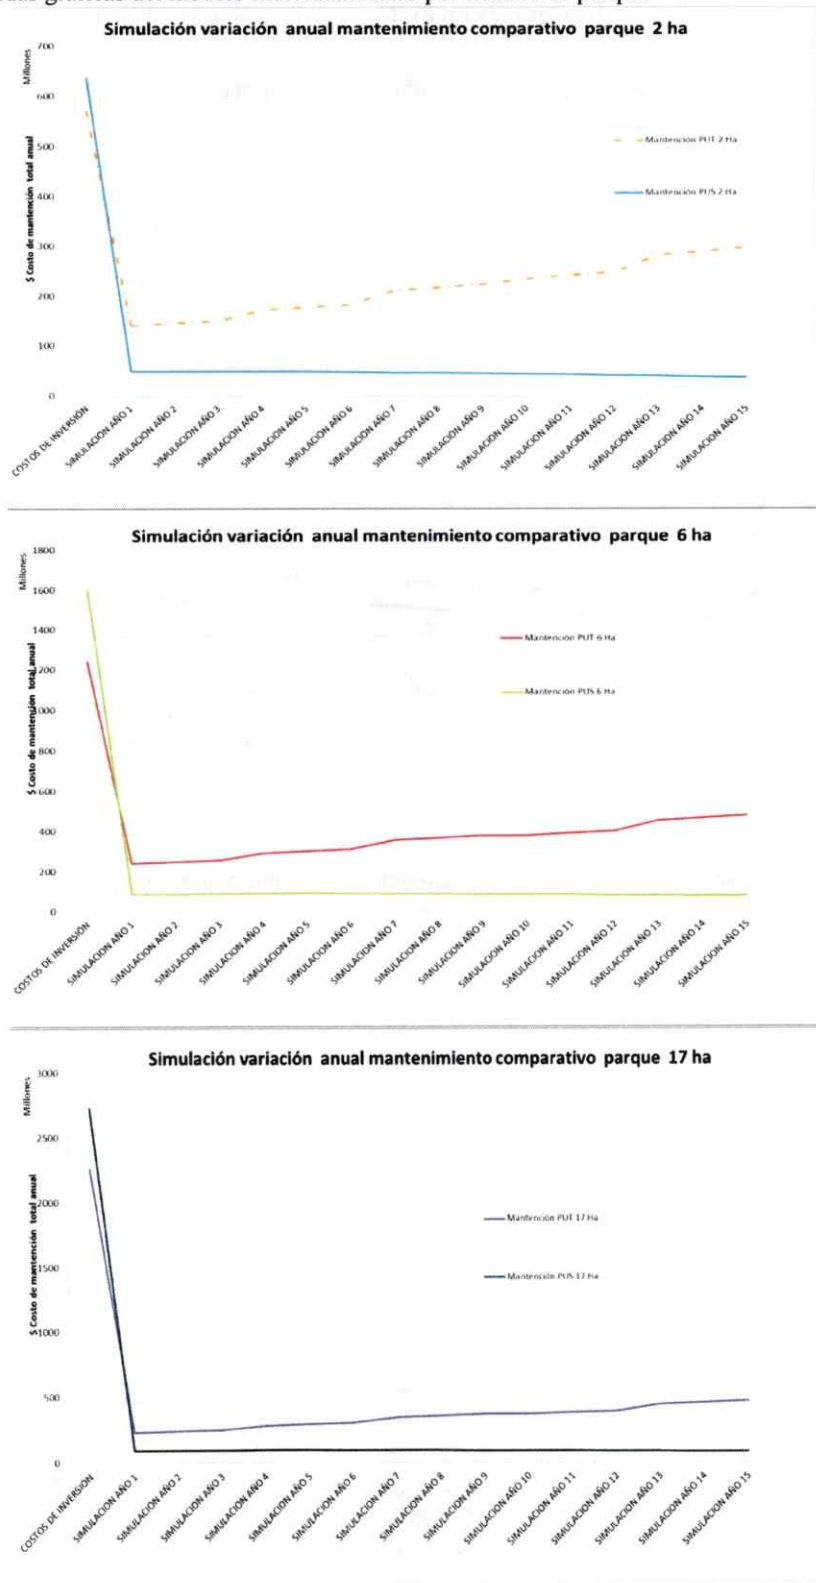 Simulación variación anual mantenimiento comparativo parque 2 ha
Millones
$ Costo de mantención total anual
700
600
500
400
300
200
100
0
Mantención PUT 2 Ha
Mantención PUS 2 Ha
COSTOS DE INVERSIÓN
SIMULACION AÑO 1
SIMULACION AÑO 2
SIMULACION AÑO 3
SIMULACION AÑO 4
SIMULACION AÑO 5
SIMULACION AÑO 6
SIMULACION AÑO 7
SIMULACION AÑO 8
SIMULACION AÑO 9
SIMULACION AÑO 10
SIMULACION AÑO 11
SIMULACION AÑO 12
SIMULACION AÑO 13
SIMULACION AÑO 14
SIMULACION AÑO 15
Simulación variación anual mantenimiento comparativo parque 6 ha
Millones
$ Costo de mantención total anual
1800
1600
1400
1200
1000
800
600
400
200
0
Mantención PUT 6 Ha
Mantención PUS 6 Ha
COSTOS DE INVERSIÓN
SIMULACION AÑO 1
SIMULACION AÑO 2
SIMULACION AÑO 3
SIMULACION AÑO 4
SIMULACION AÑO 5
SIMULACION AÑO 6
SIMULACION AÑO 7
SIMULACION AÑO 8
SIMULACION AÑO 9
SIMULACION AÑO 10
SIMULACION AÑO 11
SIMULACION AÑO 12
SIMULACION AÑO 13
SIMULACION AÑO 14
SIMULACION AÑO 15
Simulación variación anual mantenimiento comparativo parque 17 ha
Millones
$ Costo de mantención total anual
3000
2500
2000
1500
1000
500
0
Mantención PUT 17 Ha
Mantención PUS 17 Ha
COSTOS DE INVERSIÓN
SIMULACION AÑO 1
SIMULACION AÑO 2
SIMULACION AÑO 3
SIMULACION AÑO 4
SIMULACION AÑO 5
SIMULACION AÑO 6
SIMULACION AÑO 7
SIMULACION AÑO 8
SIMULACION AÑO 9
SIMULACION AÑO 10
SIMULACION AÑO 11
SIMULACION AÑO 12
SIMULACION AÑO 13
SIMULACION AÑO 14
SIMULACION AÑO 15